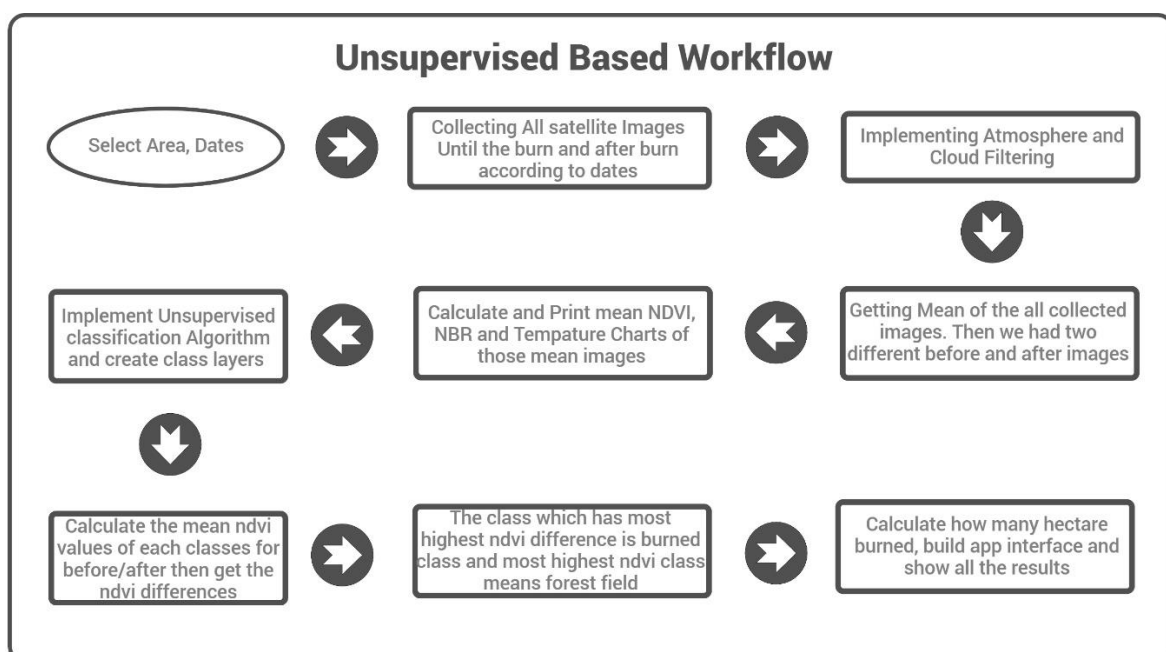 Unsupervised Based Workflow
Select Area, Dates
Collecting All satellite Images
Until the burn and after burn
according to dates
Implementing Atmosphere and
Cloud Filtering
Getting Mean of the all collected
images. Then we had two
different before and after images
Calculate and Print mean NDVI,
NBR and Tempature Charts of
those mean images
Implement Unsupervised
classification Algorithm
and create class layers
Calculate the mean ndvi
values of each classes for
before/after then get the
ndvi differences
The class which has most
highest ndvi difference is burned
class and most highest ndvi class
means forest field
Calculate how many hectare
burned, build app interface and
show all the results